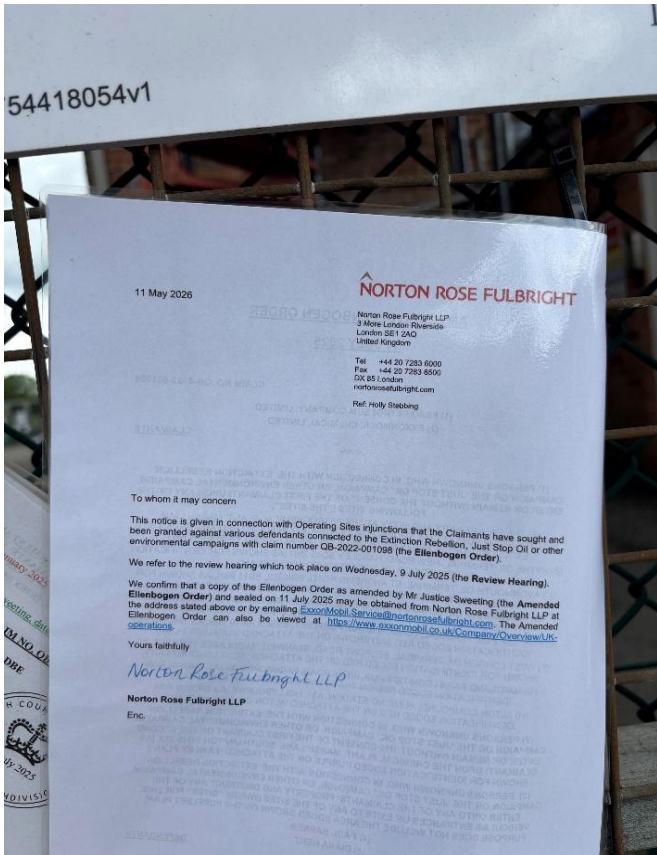 54418054v1
11 May 2026
NORTON ROSE FULBRIGHT
Norton Rose Fulbright LLP
3 More London Riverside
London SE1 2AQ
United Kingdom
Tel +44 20 7283 6000
Fax +44 20 7283 6500
DX 85 London
nortonrosefulbright.com
Ref: Holly Stebbing
To whom it may concern
This notice is given in connection with Operating Sites injunctions that the Claimants have sought and
been granted against various defendants connected to the Extinction Rebellion, Just Stop Oil or other
environmental campaigns with claim number QB-2022-001098 (the Ellenbogen Order).
We refer to the review hearing which took place on Wednesday, 9 July 2025 (the Review Hearing).
We confirm that a copy of the Ellenbogen Order as amended by Mr Justice Sweeting (the Amended
Ellenbogen Order) and sealed on 11 July 2025 may be obtained from Norton Rose Fulbright LLP at
the address stated above or by emailing ExxonMobil.Service@nortonrosefulbright.com. The Amended
Ellenbogen Order can also be viewed at https://www.exxonmobil.co.uk/Company/Overview/UK-
operations.
Yours faithfully
Norton Rose Fulbright LLP
Norton Rose Fulbright LLP
Enc.
2025